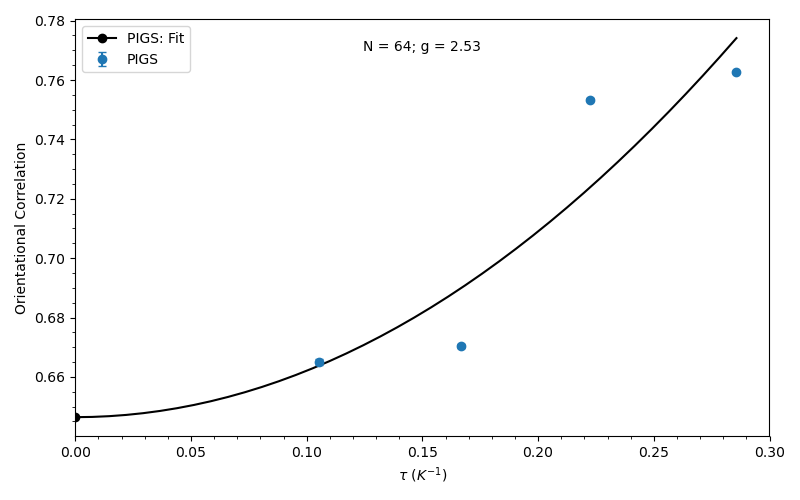 PIGS: Fit
PIGS
N = 64; g = 2.53
Orientational Correlation
0.78
0.76
0.74
0.72
0.70
0.68
0.66
0.00 0.05 0.10 0.15 0.20 0.25 0.30
τ (K⁻¹)